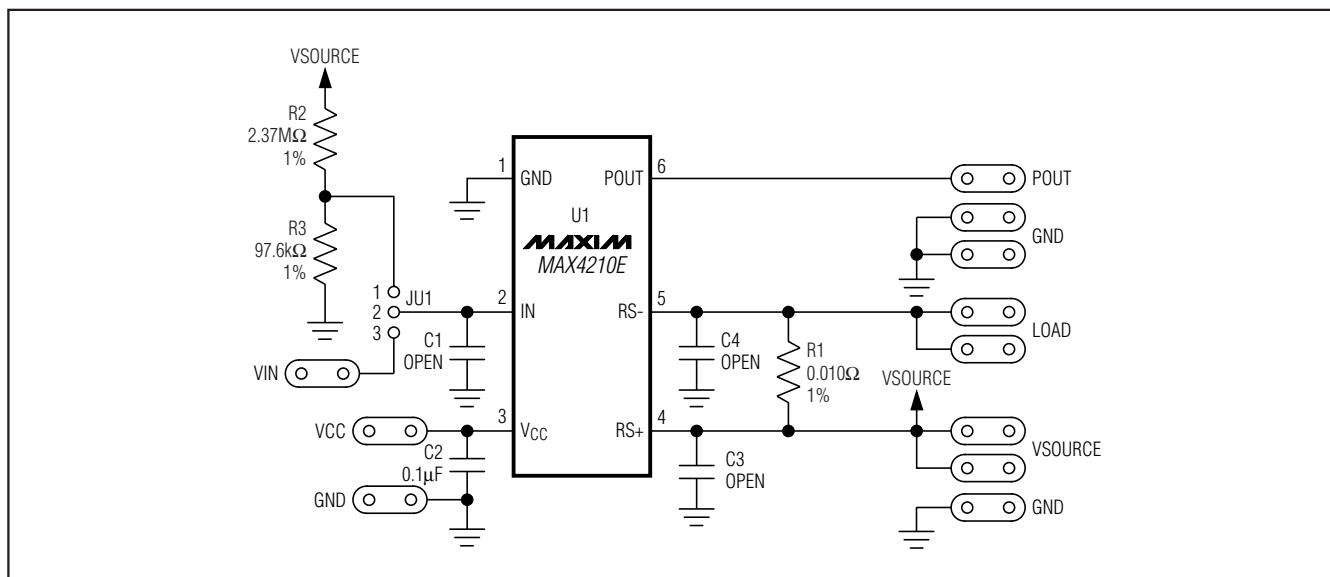 VSOURCE
R2
2.37MΩ
1%
R3
97.6kΩ
1%
1
2
3
JU1
VIN
VCC
GND
C1
OPEN
C2
0.1µF
1
GND
2
IN
3
VCC
U1
MAXIM
MAX4210E
POUT
6
RS-
5
RS+
4
C4
OPEN
C3
OPEN
R1
0.010Ω
1%
VSOURCE
POUT
GND
LOAD
VSOURCE
GND